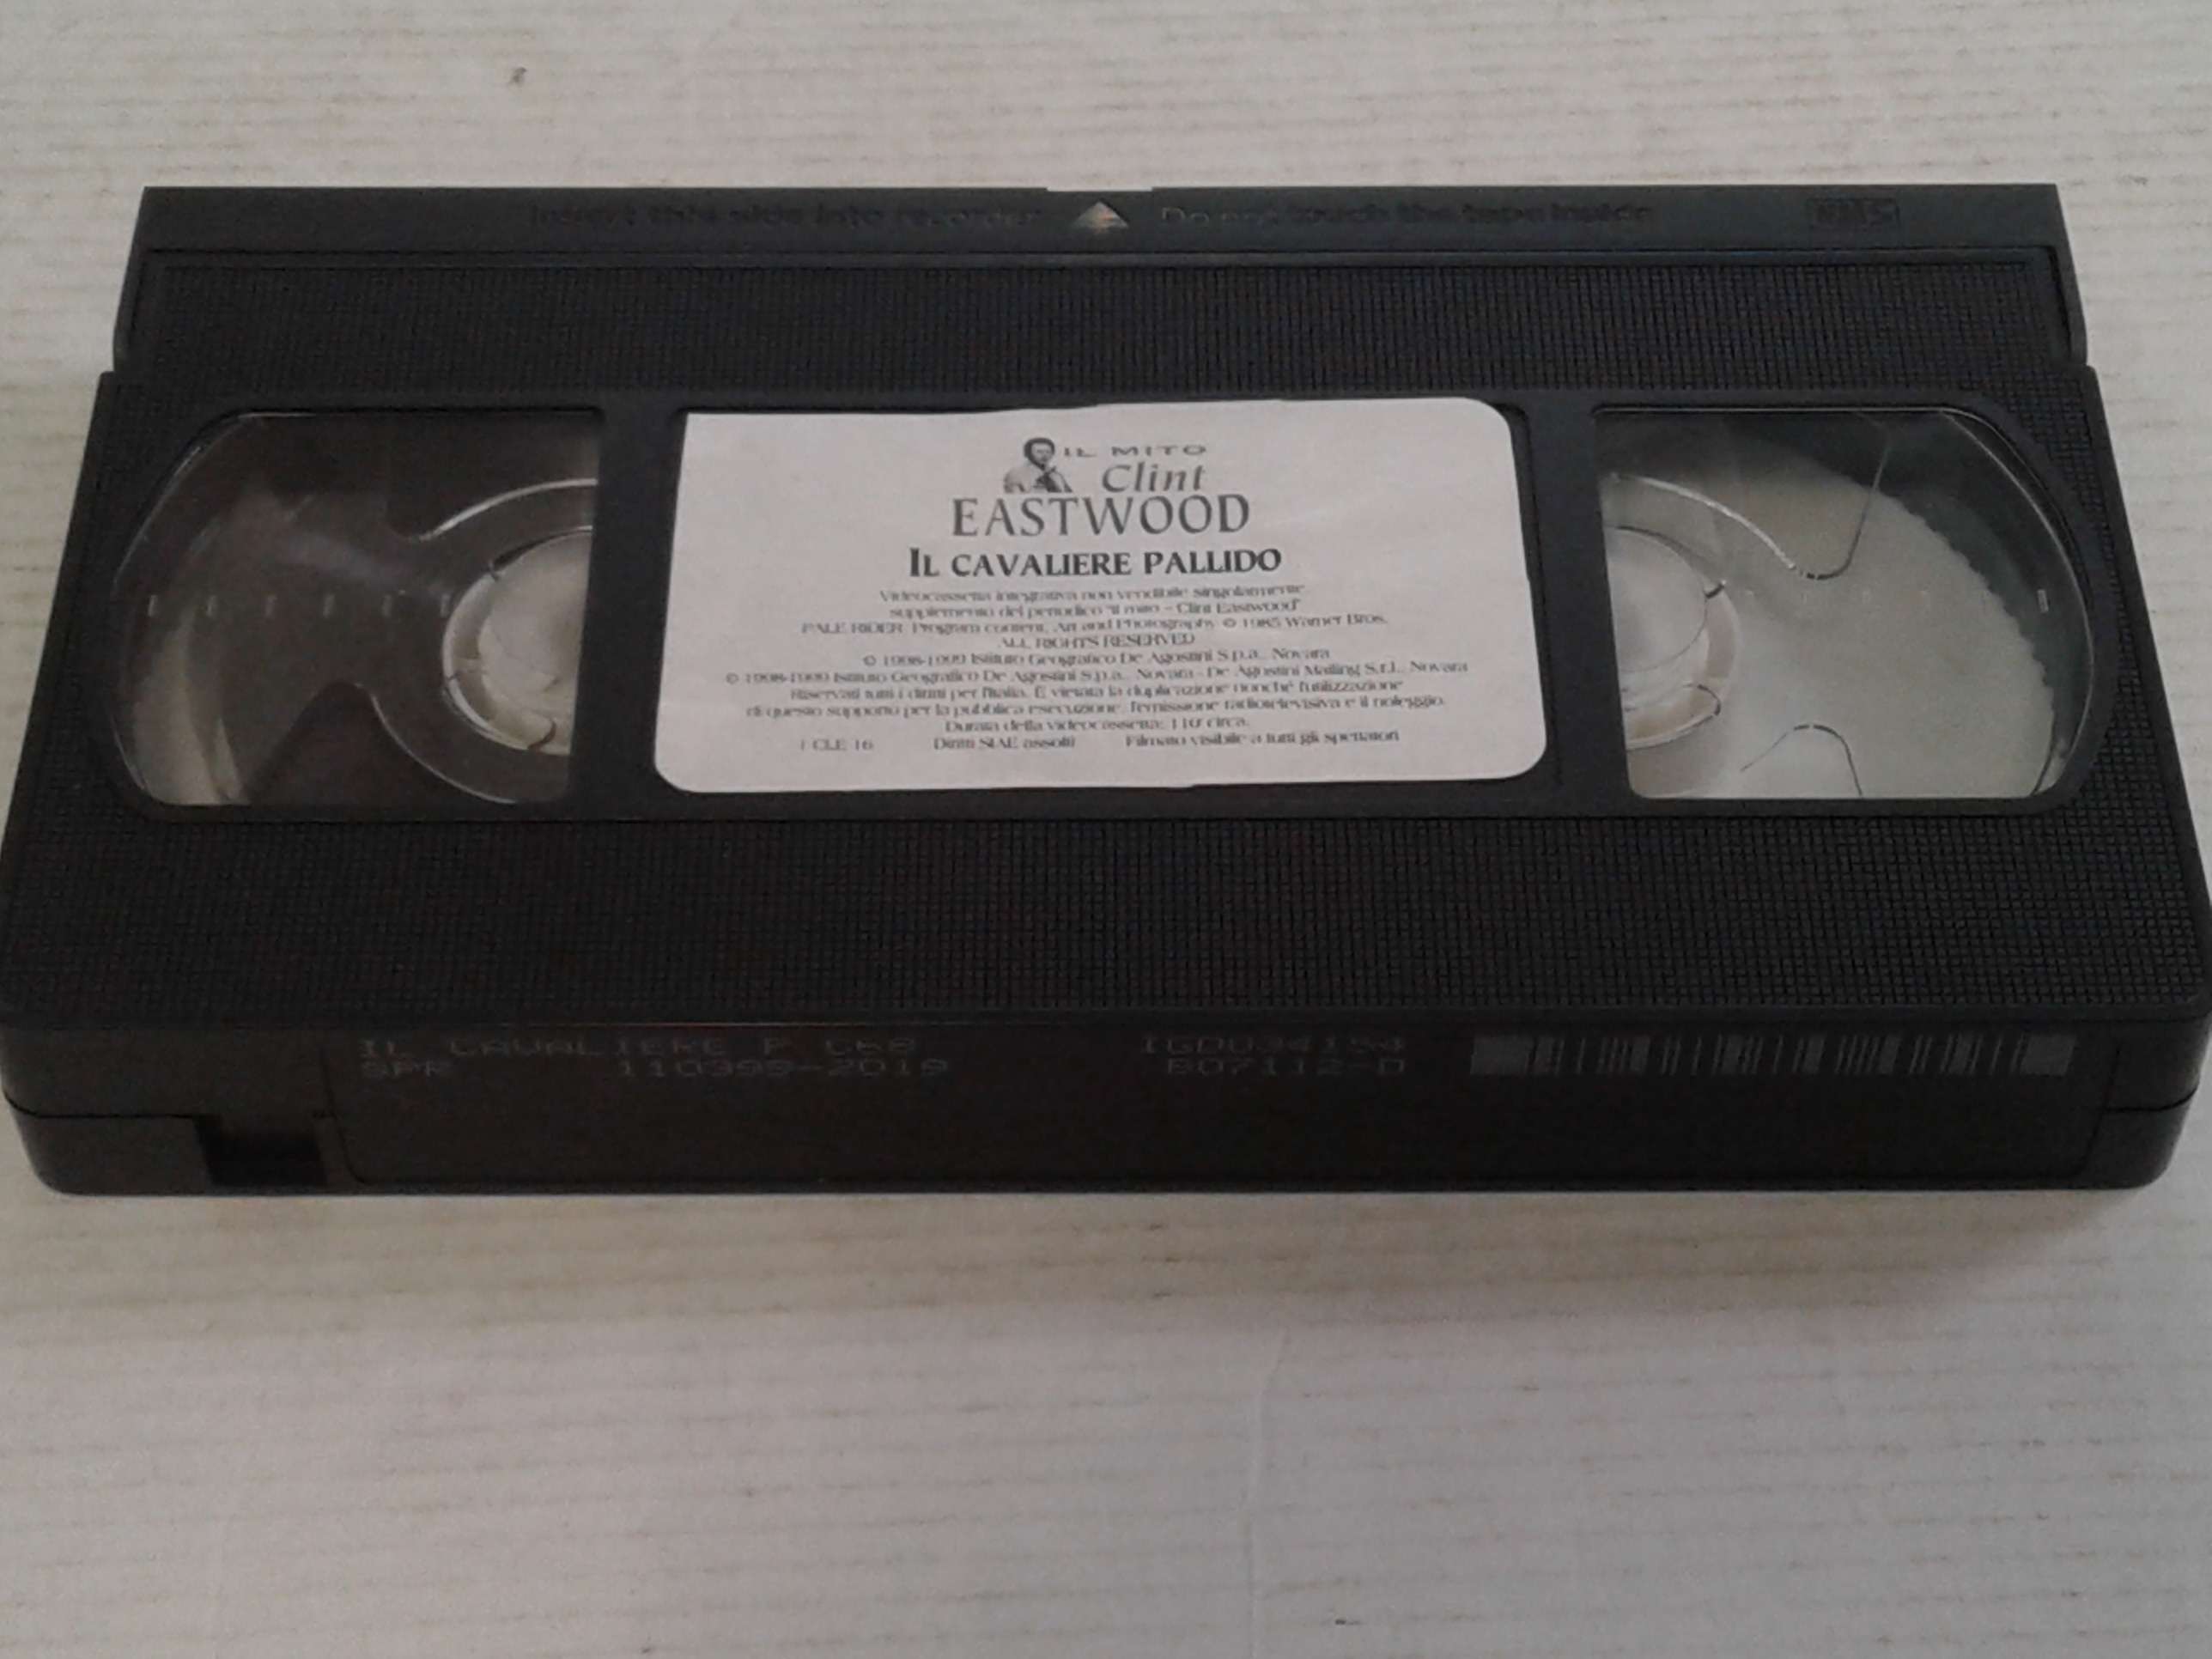 Insert this side into recorder Do not touch the tape inside VHS
IL MITO
Clint
EASTWOOD
IL CAVALIERE PALLIDO
Videocassetta integrativa non vendibile singolarmente
supplemento del periodico "Il mito - Clint Eastwood"
PALE RIDER Program content, Art and Photography © 1985 Warner Bros.
ALL RIGHTS RESERVED
© 1998-1999 Istituto Geografico De Agostini S.p.a., Novara
© 1998-1999 Istituto Geografico De Agostini S.p.a., Novara - De Agostini Mailing S.r.l., Novara
Riservati tutti i diritti per l'Italia. È vietata la duplicazione nonché l'utilizzazione
di questo supporto per la pubblica esecuzione, l'emissione radiotelevisiva e il noleggio.
Durata della videocassetta: 110' circa.
1 CLE 16 Diritti SIAE assolti Filmato visibile a tutti gli spettatori
IL CAVALIERE P C68
SPR 110399-2019 B07112-D